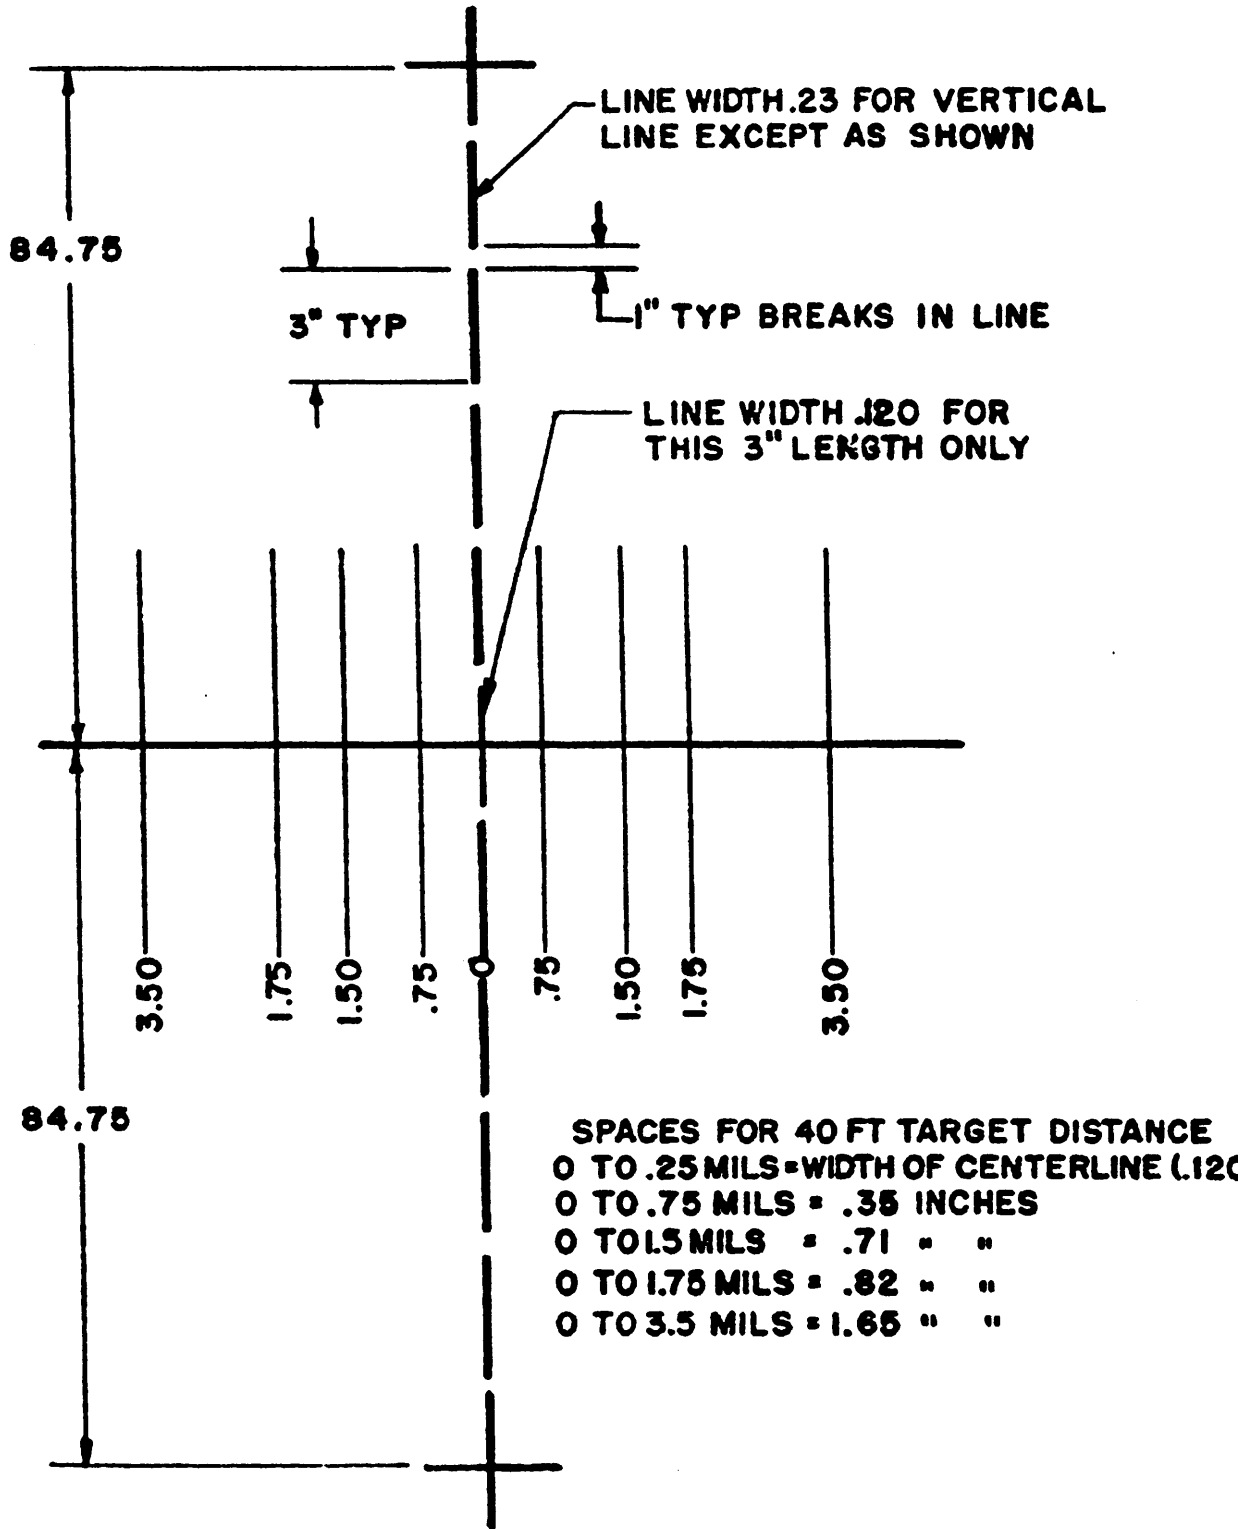 LINE WIDTH .23 FOR VERTICAL
LINE EXCEPT AS SHOWN
84.75
3" TYP
1" TYP BREAKS IN LINE
LINE WIDTH .120 FOR
THIS 3" LENGTH ONLY
3.50
1.75
1.50
.75
0
.75
1.50
1.75
3.50
84.75
SPACES FOR 40 FT TARGET DISTANCE
0 TO .25 MILS = WIDTH OF CENTERLINE (.120
0 TO .75 MILS = .35 INCHES
0 TO 1.5 MILS = .71 " "
0 TO 1.75 MILS = .82 " "
0 TO 3.5 MILS = 1.65 " "